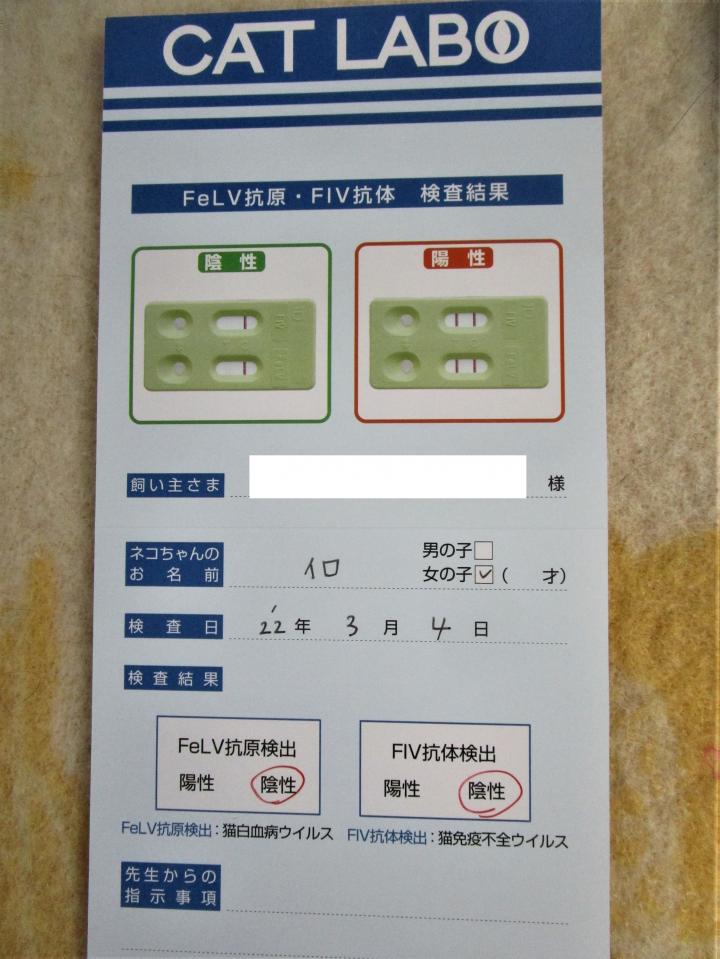 CAT LABO
FeLV抗原・FIV抗体 検査結果
陰性
陽性
飼い主さま 様
ネコちゃんの
お名前
イロ
男の子□
女の子☑( 才)
検査日 '22年 3月 4日
検査結果
FeLV抗原検出
陽性 陰性
FIV抗体検出
陽性 陰性
FeLV抗原検出：猫白血病ウイルス
FIV抗体検出：猫免疫不全ウイルス
先生からの
指示事項